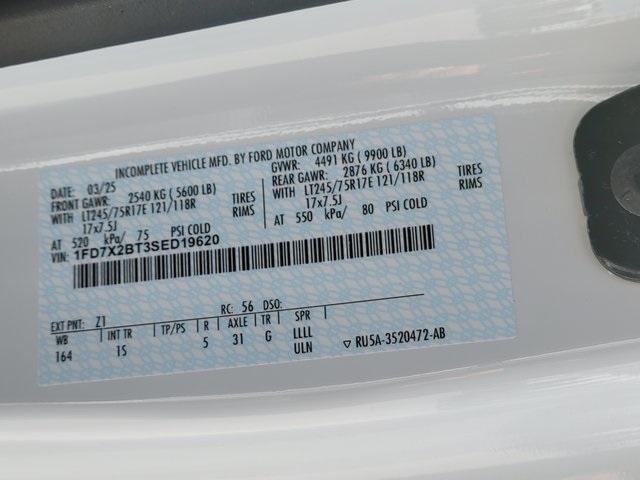 INCOMPLETE VEHICLE MFD. BY FORD MOTOR COMPANY
DATE: 03/25 GVWR: 4491 KG (9900 LB)
FRONT GAWR: 2540 KG (5600 LB) REAR GAWR: 2876 KG (6340 LB)
WITH LT245/75R17E 121/118R TIRES WITH LT245/75R17E 121/118R TIRES
17x7.5J RIMS 17x7.5J RIMS
AT 520 kPa/ 75 PSI COLD AT 550 kPa/ 80 PSI COLD
VIN: 1FD7X2BT3SED19620
EXT PNT: Z1 RC: 56 DSO:
WB INT TR TP/PS R AXLE TR SPR
164 1S 5 31 G LLLL
ULN ▽ RU5A-3520472-AB